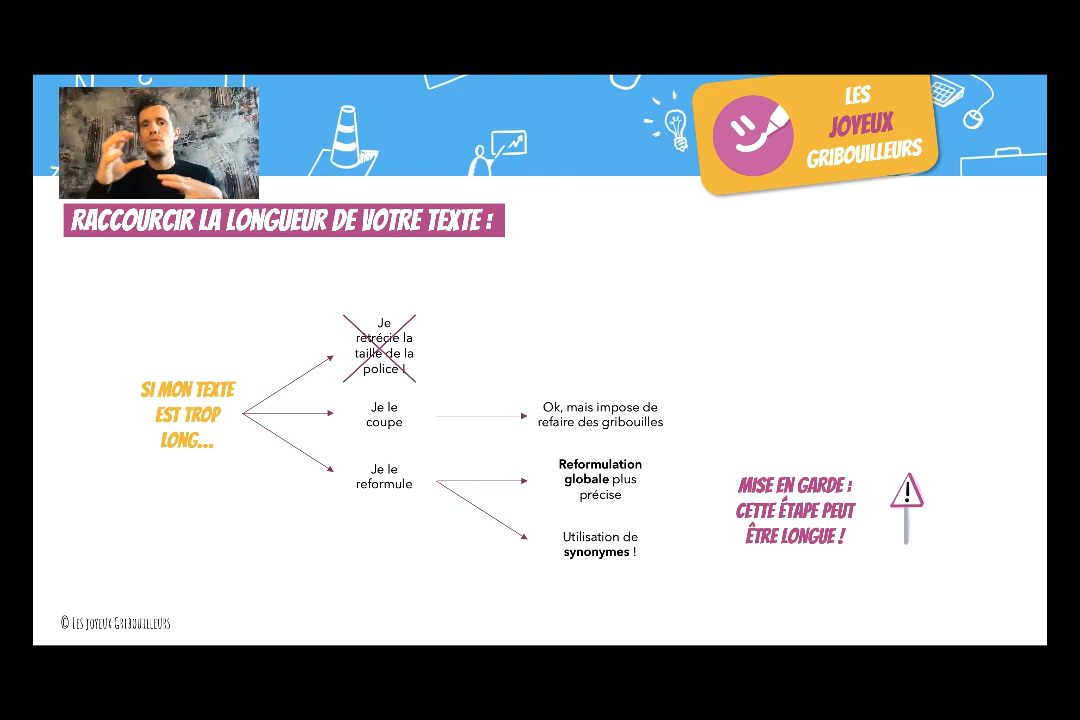 LES
JOYEUX
GRIBOUILLEURS
RACCOURCIR LA LONGUEUR DE VOTRE TEXTE :
SI MON TEXTE
EST TROP
LONG...
Je
rétrécie la
taille de la
police !
Je le
coupe
Ok, mais impose de
refaire des gribouilles
Je le
reformule
Reformulation
globale plus
précise
Utilisation de
synonymes !
MISE EN GARDE :
CETTE ÉTAPE PEUT
ÊTRE LONGUE !
© LES JOYEUX GRIBOUILLEURS